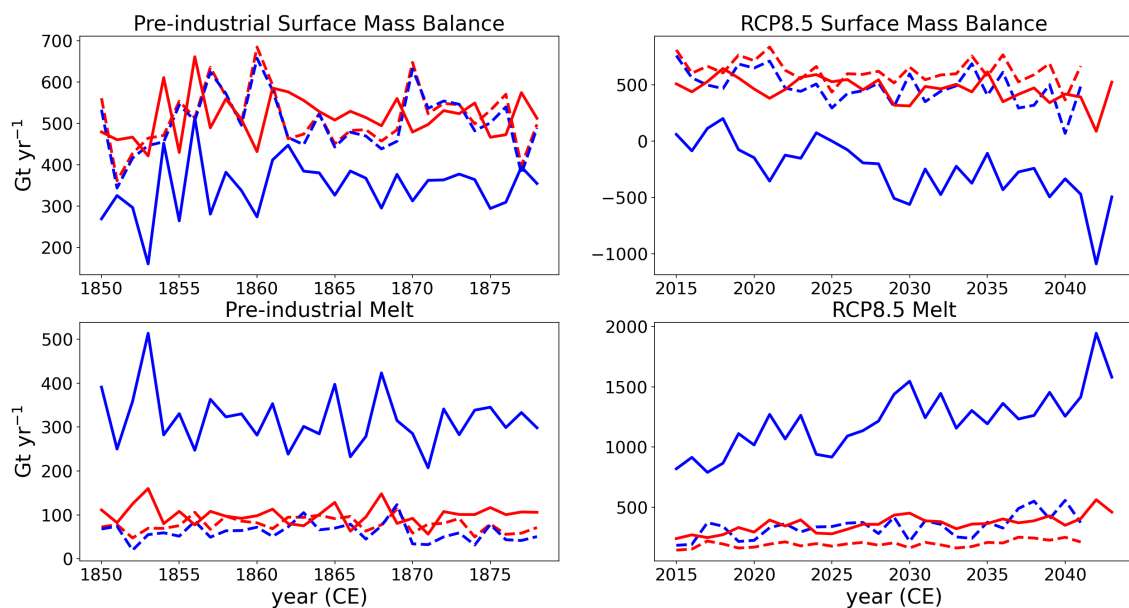 Pre-industrial Surface Mass Balance
700
600
500
400
300
200
Gt yr⁻¹
1850 1855 1860 1865 1870 1875
RCP8.5 Surface Mass Balance
500
0
−500
−1000
2015 2020 2025 2030 2035 2040
Pre-industrial Melt
500
400
300
200
100
0
Gt yr⁻¹
1850 1855 1860 1865 1870 1875
year (CE)
RCP8.5 Melt
2000
1500
1000
500
2015 2020 2025 2030 2035 2040
year (CE)